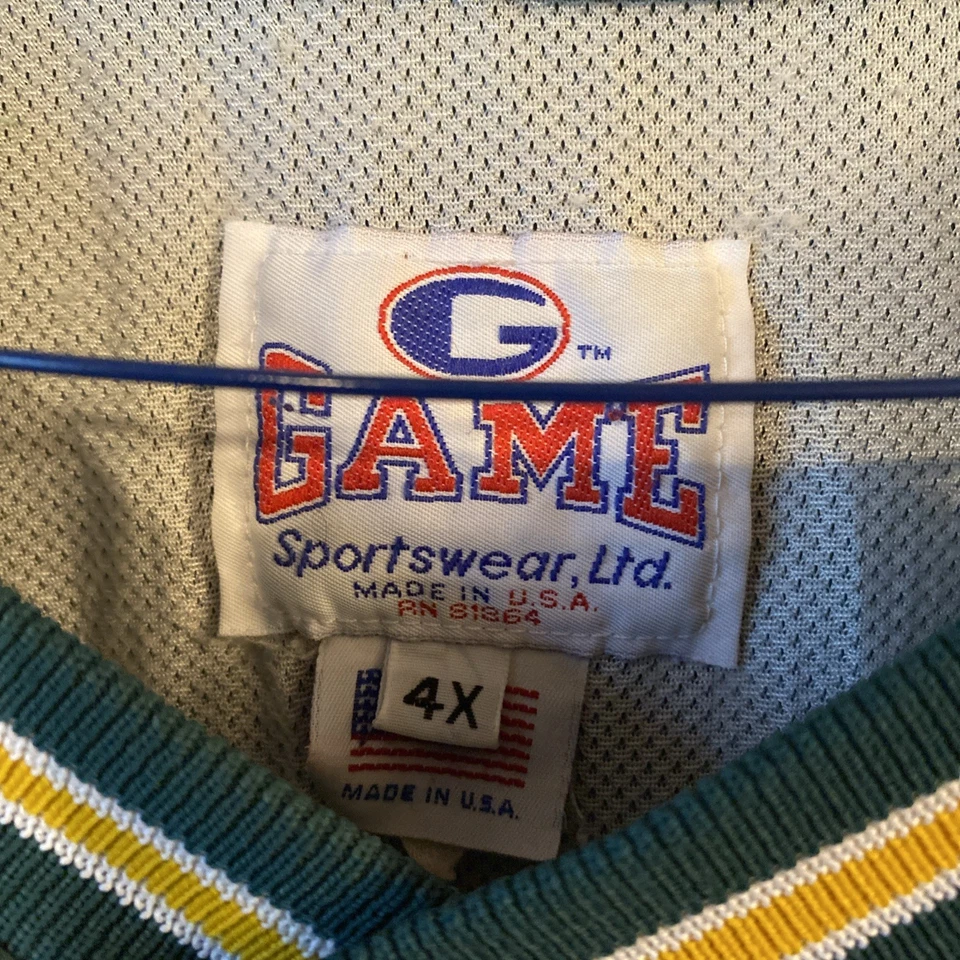 G TM
GAME
Sportswear, Ltd.
MADE IN U.S.A.
RN 81864
4X
MADE IN U.S.A.